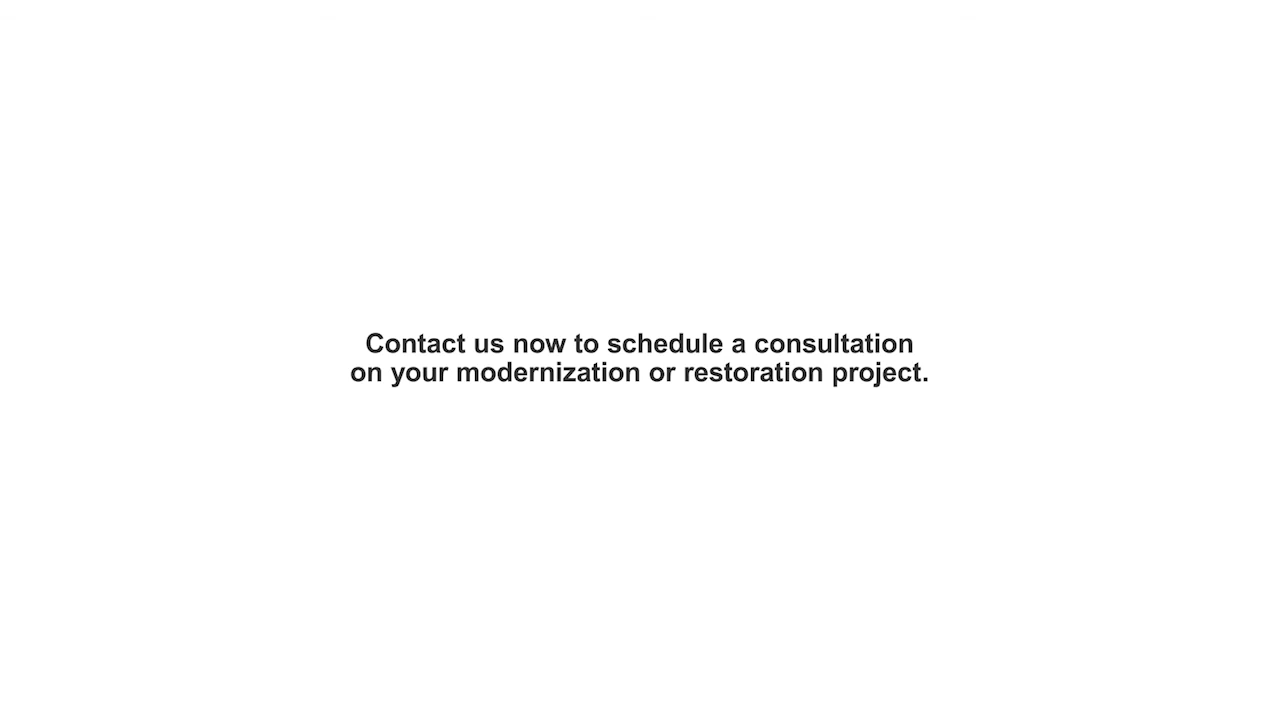 Contact us now to schedule a consultation
on your modernization or restoration project.